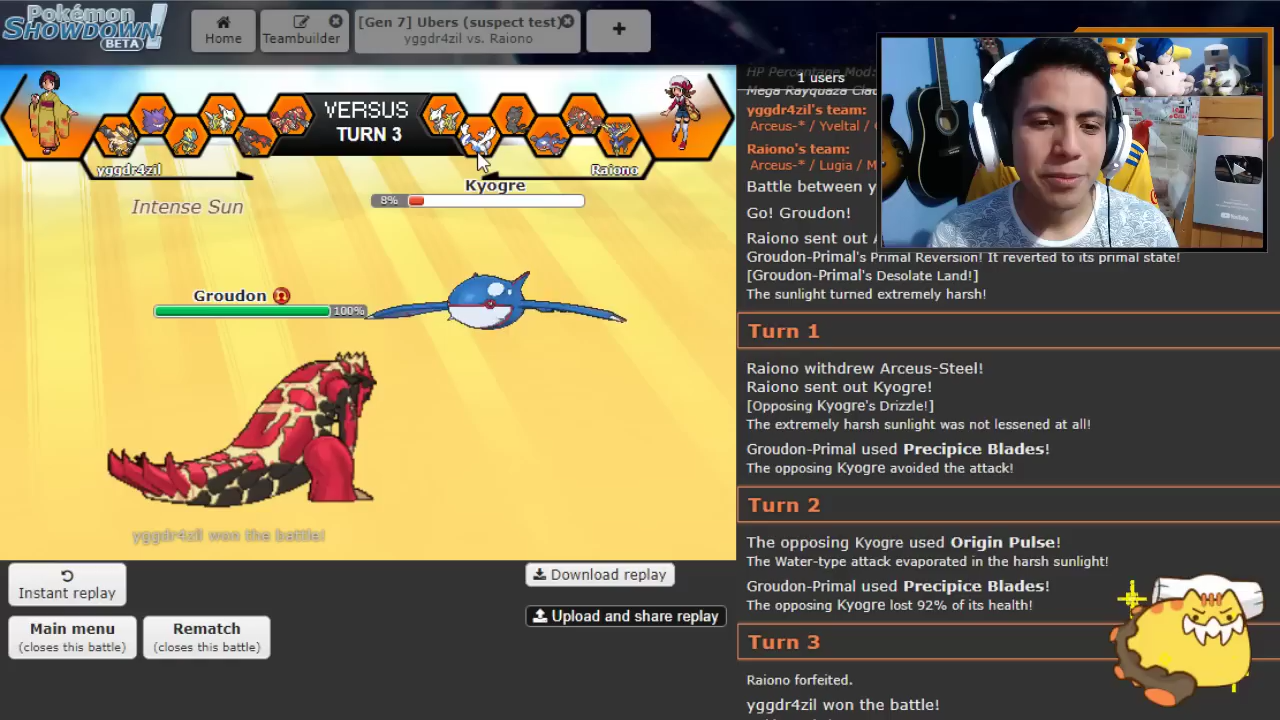 Pokémon
SHOWDOWN!
BETA
Home
Teambuilder
[Gen 7] Ubers (suspect test)
yggdr4zil vs. Raiono
+
VERSUS
TURN 3
yggdr4zil
Raiono
Intense Sun
Kyogre
8%
Groudon
100%
yggdr4zil won the battle!
Instant replay
Download replay
Upload and share replay
Main menu
(closes this battle)
Rematch
(closes this battle)
1 users
HP Percentage Mod:
Mega Rayquaza Cla
yggdr4zil's team:
Arceus-* / Yveltal /
Raiono's team:
Arceus-* / Lugia / M
Battle between y
Go! Groudon!
Raiono sent out A
Groudon-Primal's Primal Reversion! It reverted to its primal state!
[Groudon-Primal's Desolate Land!]
The sunlight turned extremely harsh!
Turn 1
Raiono withdrew Arceus-Steel!
Raiono sent out Kyogre!
[Opposing Kyogre's Drizzle!]
The extremely harsh sunlight was not lessened at all!
Groudon-Primal used Precipice Blades!
The opposing Kyogre avoided the attack!
Turn 2
The opposing Kyogre used Origin Pulse!
The Water-type attack evaporated in the harsh sunlight!
Groudon-Primal used Precipice Blades!
The opposing Kyogre lost 92% of its health!
Turn 3
Raiono forfeited.
yggdr4zil won the battle!